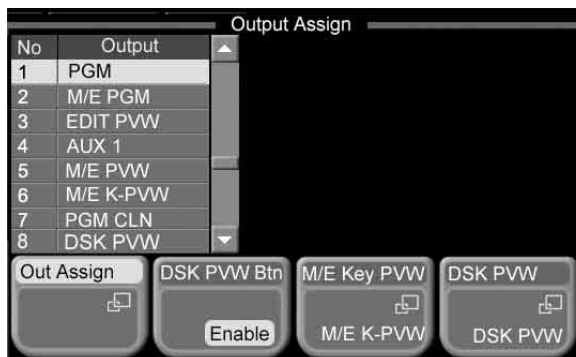 Output Assign
No Output
1 PGM
2 M/E PGM
3 EDIT PVW
4 AUX 1
5 M/E PVW
6 M/E K-PVW
7 PGM CLN
8 DSK PVW
Out Assign DSK PVW Btn M/E Key PVW DSK PVW
Enable M/E K-PVW DSK PVW